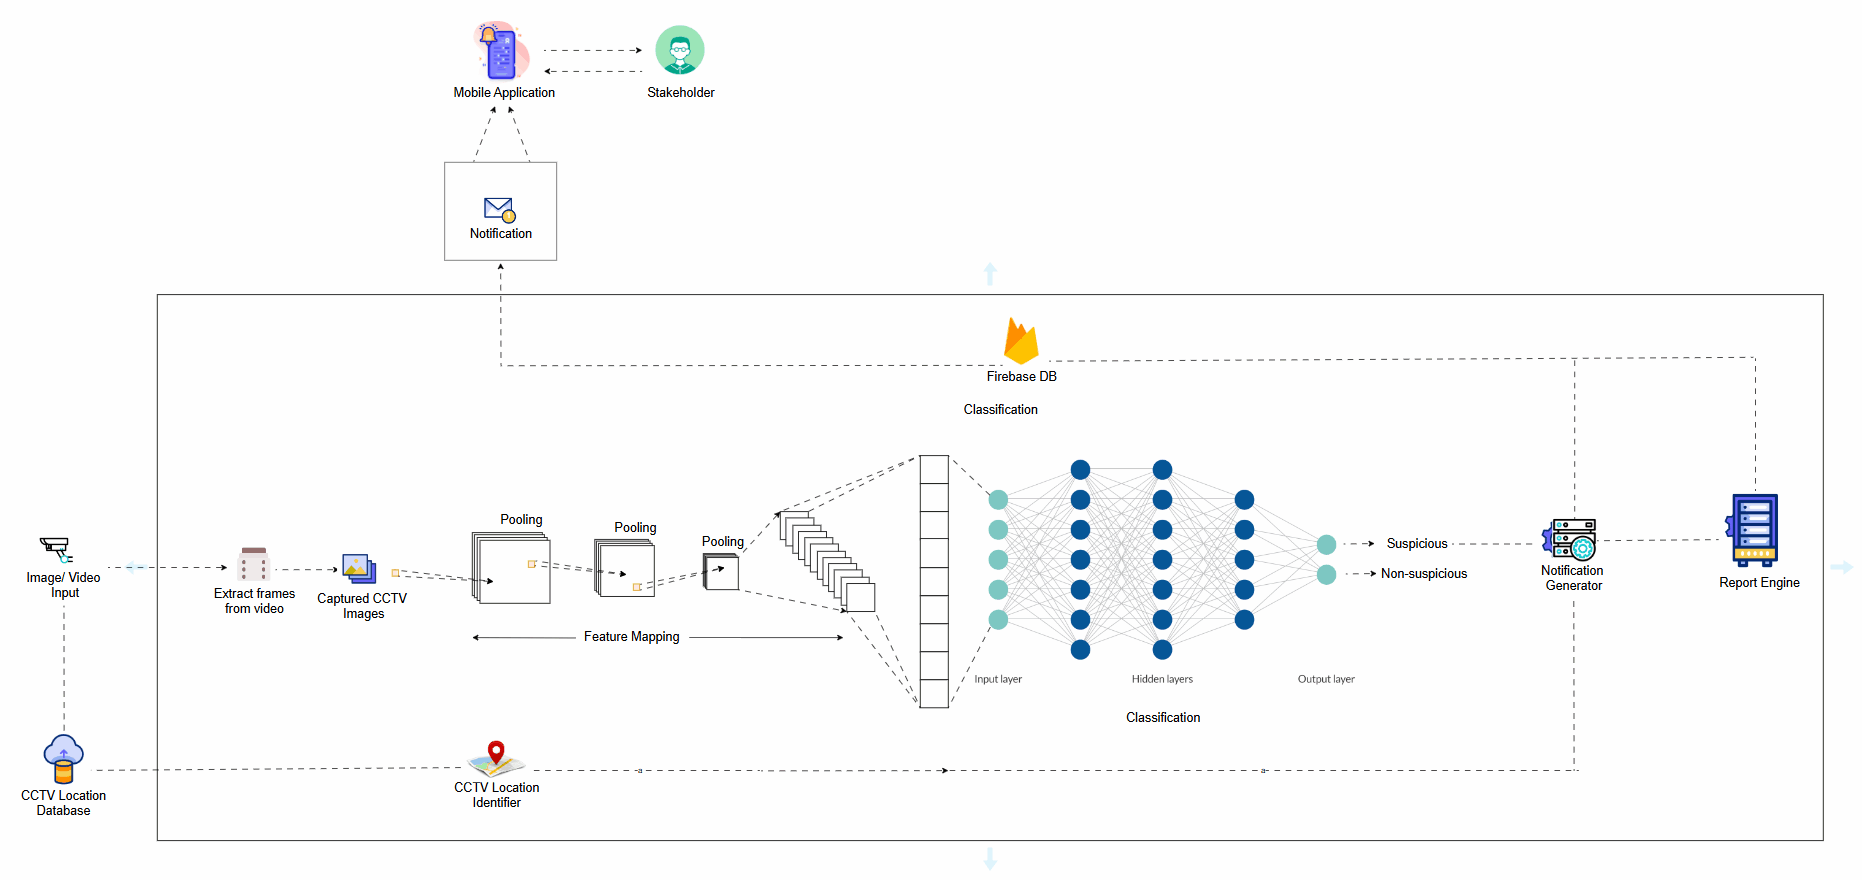 Mobile Application
Stakeholder
Notification
Firebase DB
Classification
Pooling
Pooling
Pooling
Suspicious
Non-suspicious
Image/ Video
Input
Extract frames
from video
Captured CCTV
Images
Feature Mapping
Notification
Generator
Report Engine
Input layer
Hidden layers
Output layer
Classification
CCTV Location
Database
CCTV Location
Identifier
a
a